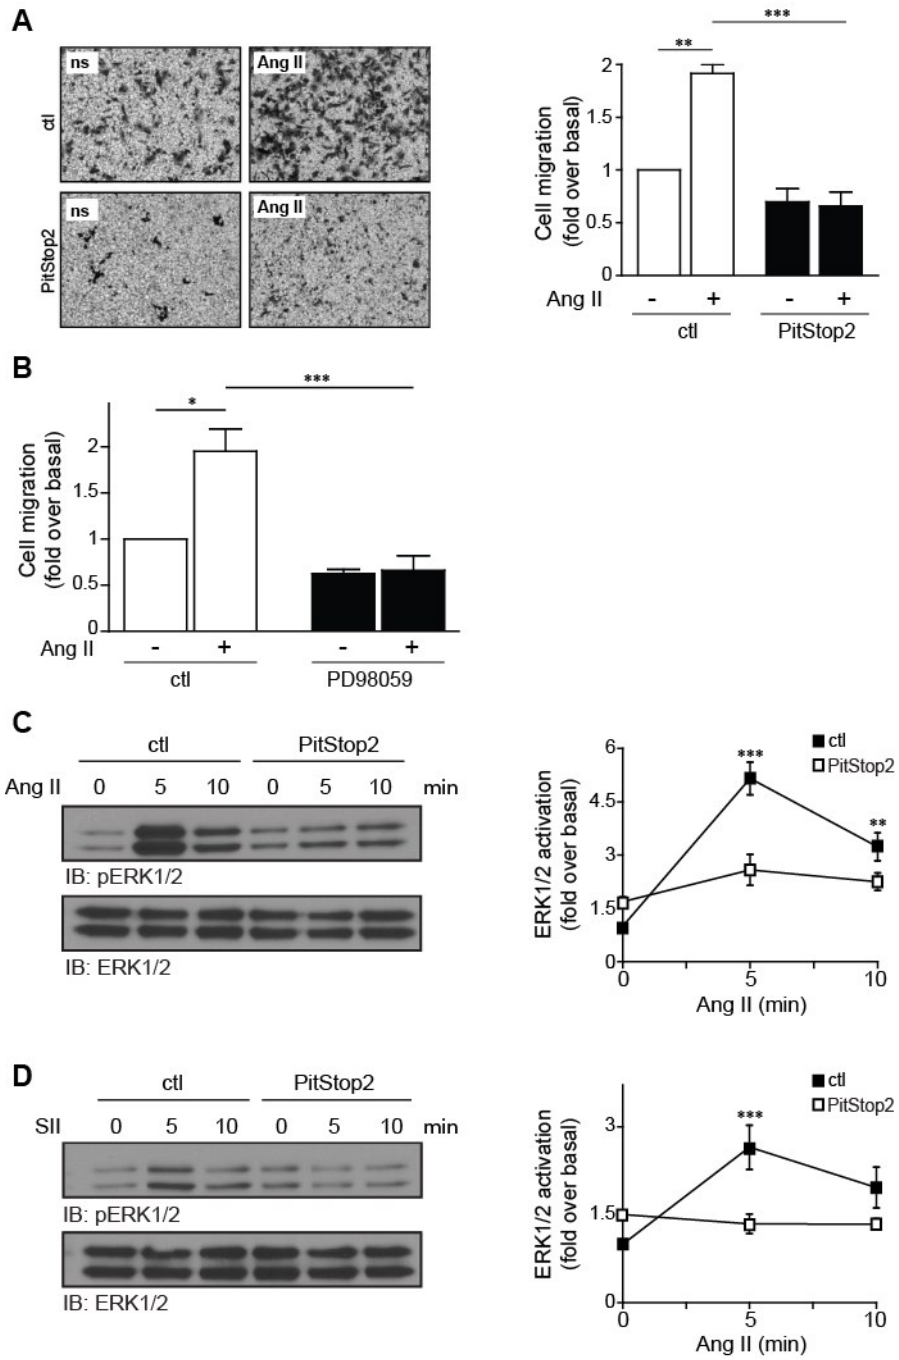 A
ctl
ns
Ang II
PitStop2
ns
Ang II
Cell migration
(fold over basal)
2
1.5
1
0.5
0
**
***
Ang II - + - +
ctl PitStop2
B
Cell migration
(fold over basal)
2
1.5
1
0.5
0
*
***
Ang II - + - +
ctl PD98059
C
ctl PitStop2
Ang II 0 5 10 0 5 10 min
IB: pERK1/2
IB: ERK1/2
ERK1/2 activation
(fold over basal)
6
4.5
3
1.5
0
***
**
ctl
PitStop2
0 5 10
Ang II (min)
D
ctl PitStop2
SII 0 5 10 0 5 10 min
IB: pERK1/2
IB: ERK1/2
ERK1/2 activation
(fold over basal)
3
1.5
0
***
ctl
PitStop2
0 5 10
Ang II (min)